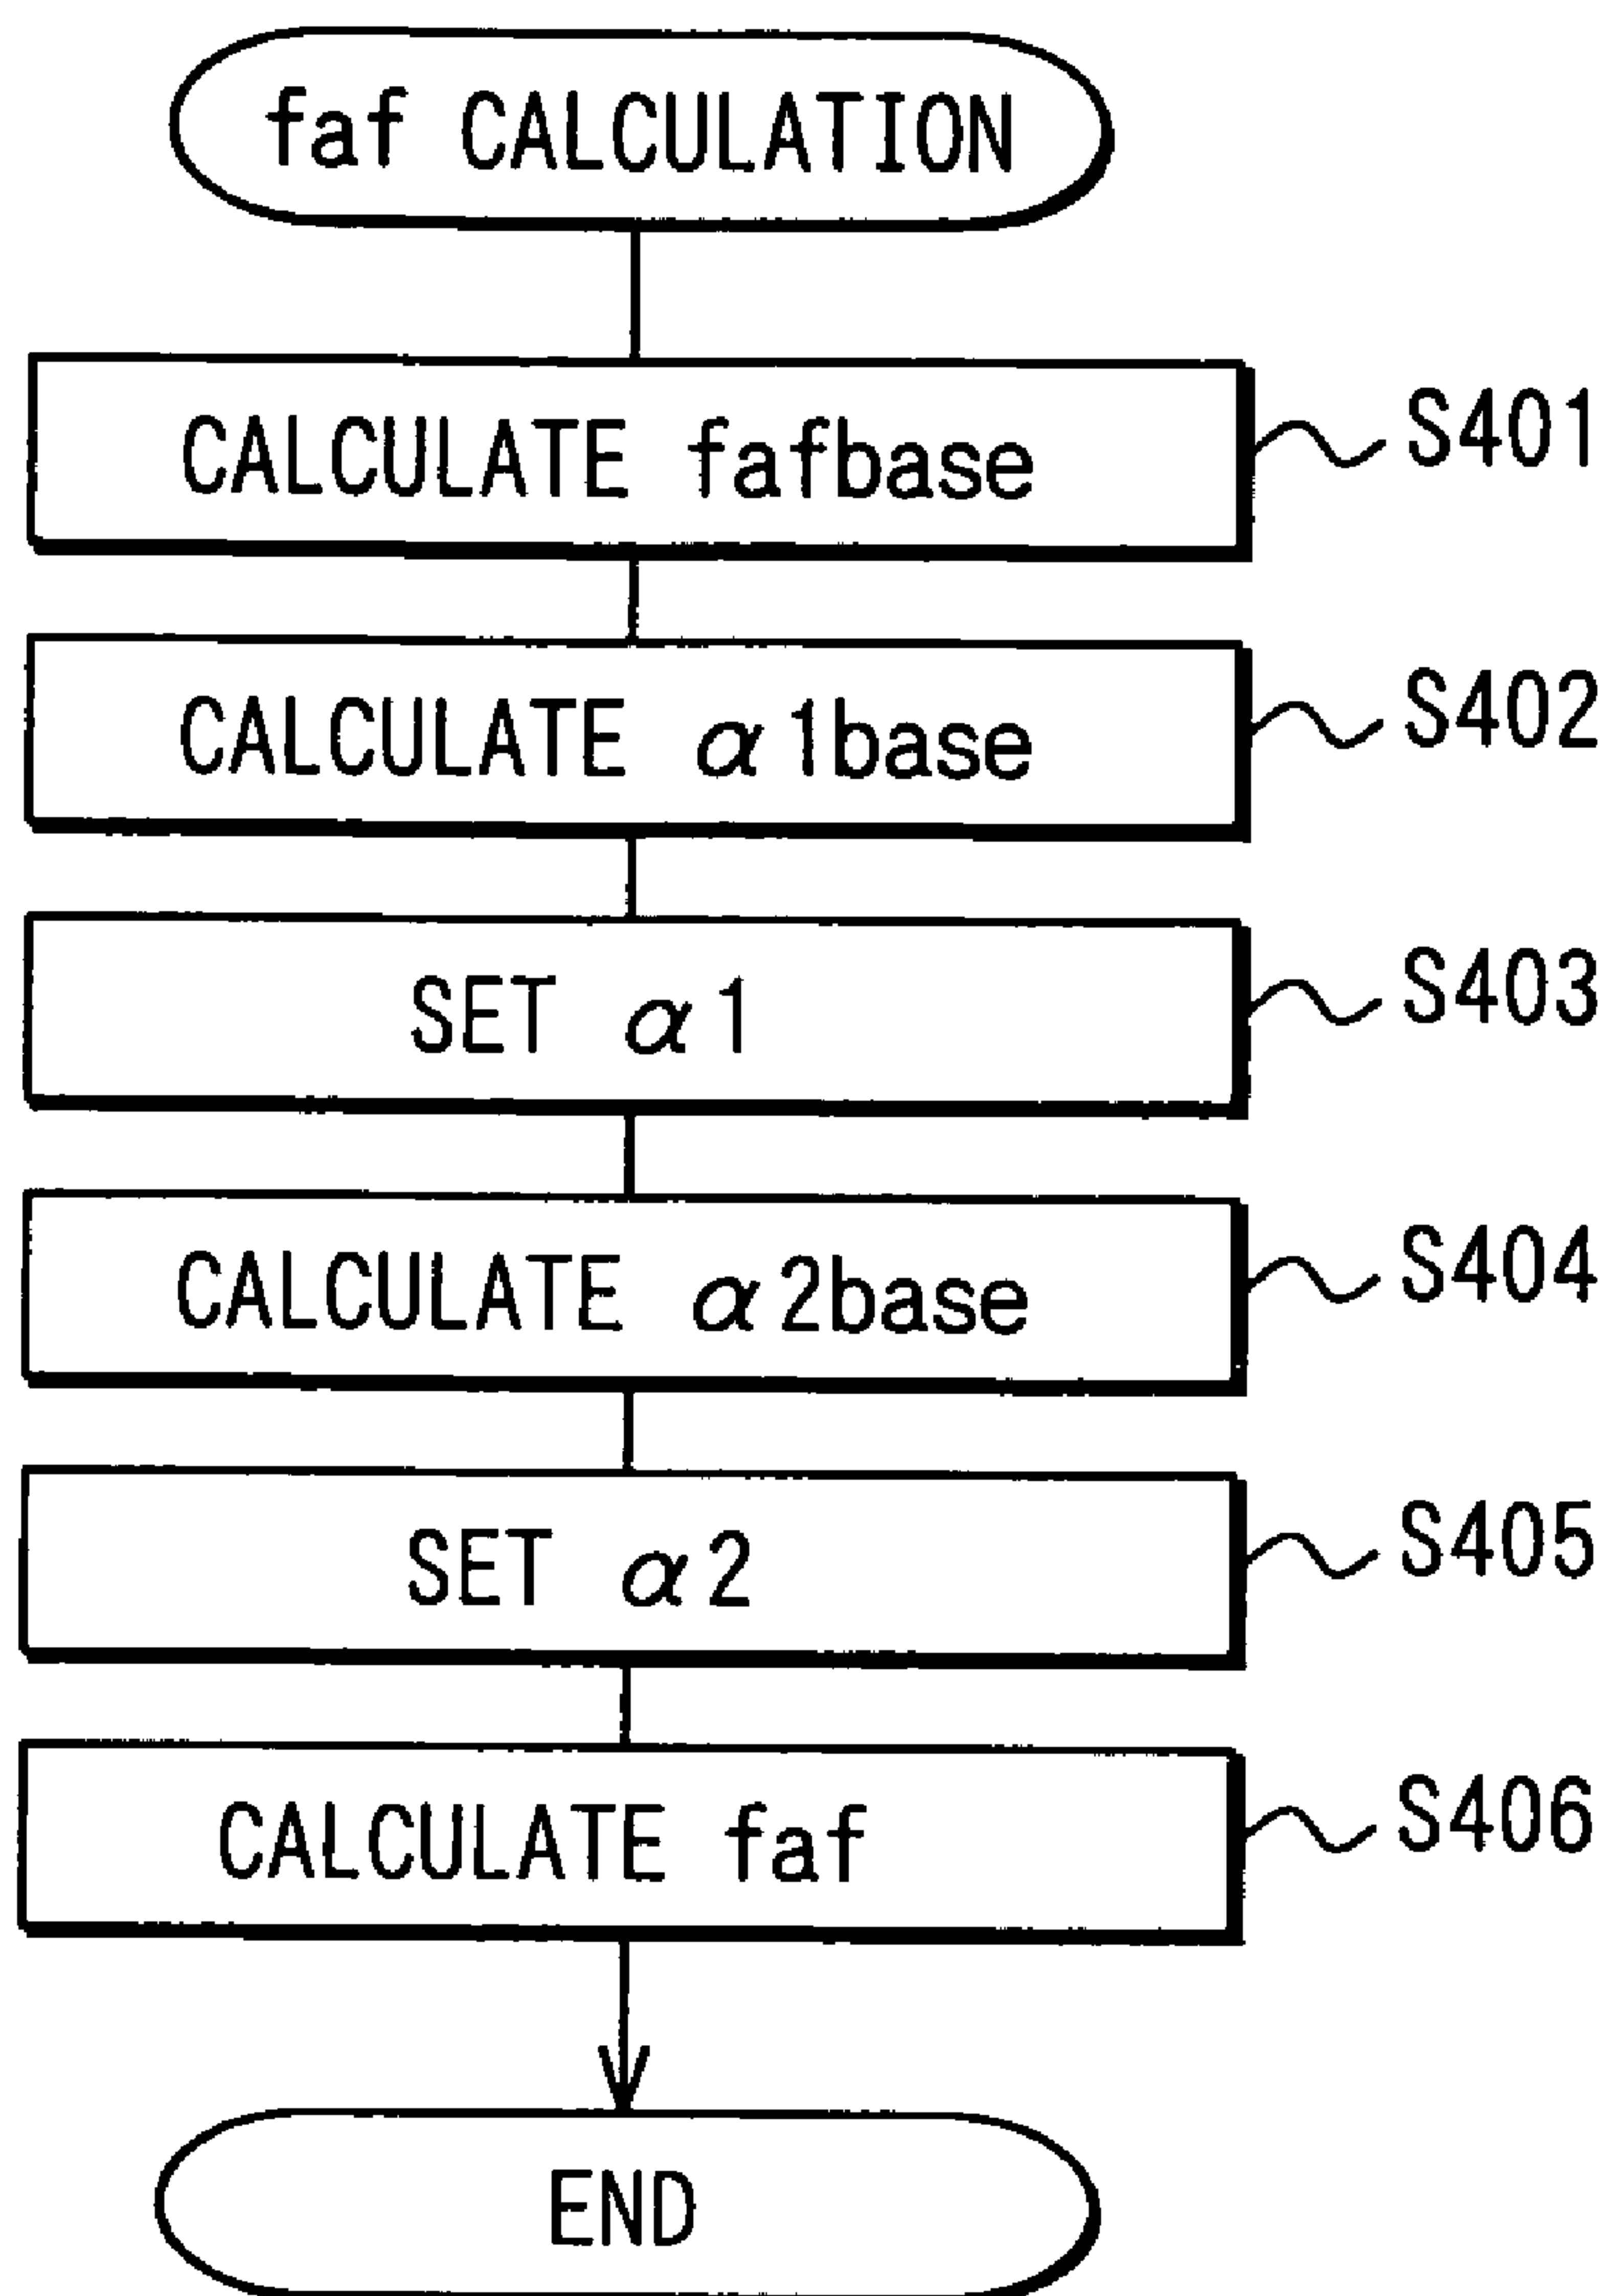 faf CALCULATION
CALCULATE fafbase
S401
CALCULATE α1base
S402
SET α1
S403
CALCULATE α2base
S404
SET α2
S405
CALCULATE faf
S406
END